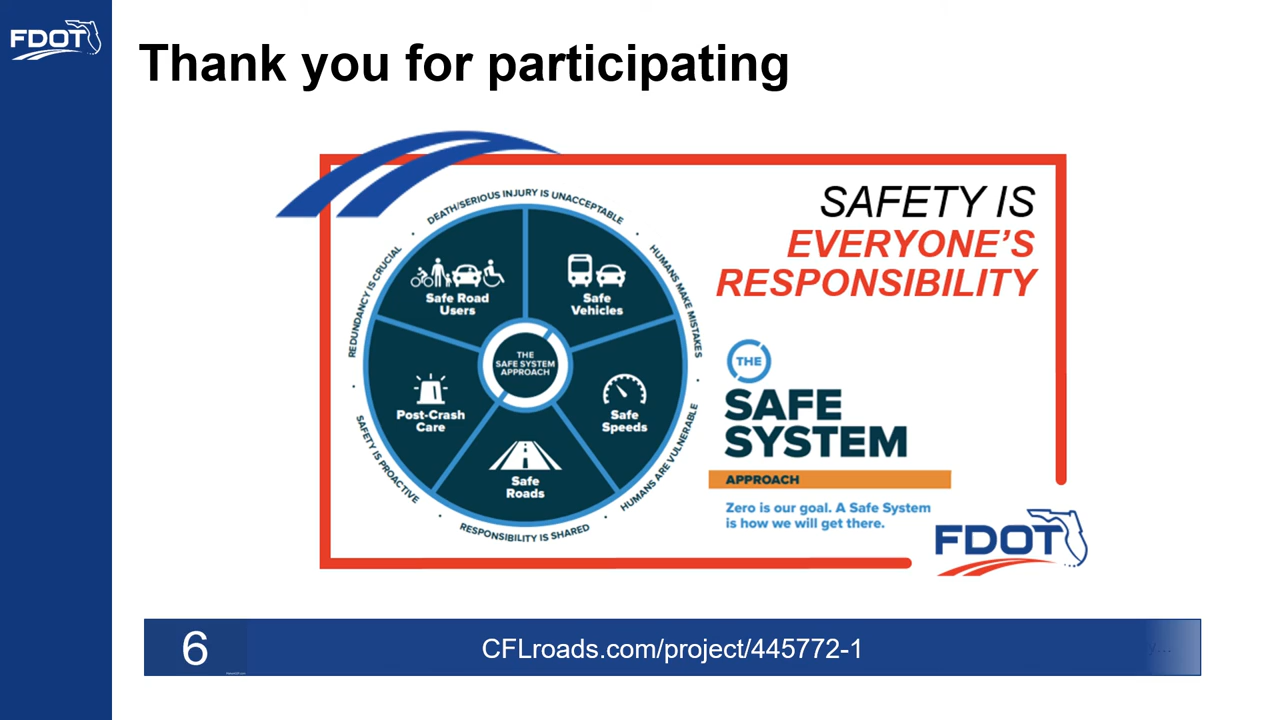 FDOT
Thank you for participating
SAFETY IS
EVERYONE'S
RESPONSIBILITY
DEATH/SERIOUS INJURY IS UNACCEPTABLE
HUMANS MAKE MISTAKES
HUMANS ARE VULNERABLE
RESPONSIBILITY IS SHARED
SAFETY IS PROACTIVE
REDUNDANCY IS CRUCIAL
Safe Road
Users
Safe
Vehicles
THE
SAFE SYSTEM
APPROACH
Post-Crash
Care
Safe
Speeds
Safe
Roads
THE
SAFE
SYSTEM
APPROACH
Zero is our goal. A Safe System
is how we will get there.
FDOT
6
CFLroads.com/project/445772-1